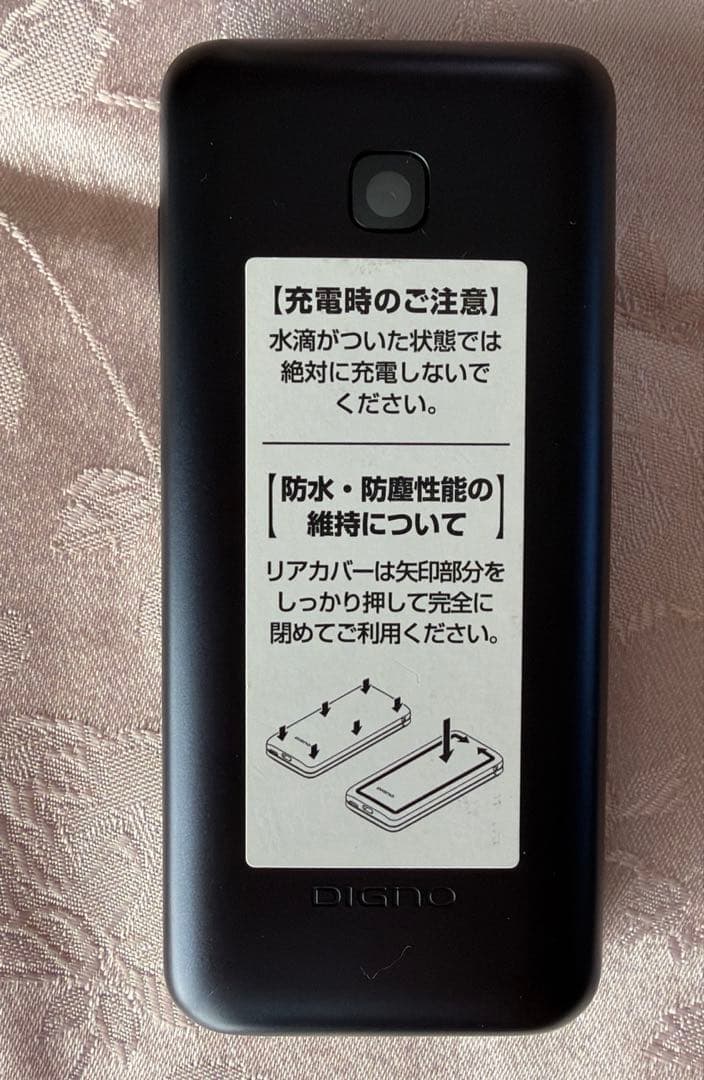 【充電時のご注意】
水滴がついた状態では
絶対に充電しないで
ください。
【防水・防塵性能の
維持について】
リアカバーは矢印部分を
しっかり押して完全に
閉めてご利用ください。
DIGNO
DIGNO
DIGNO